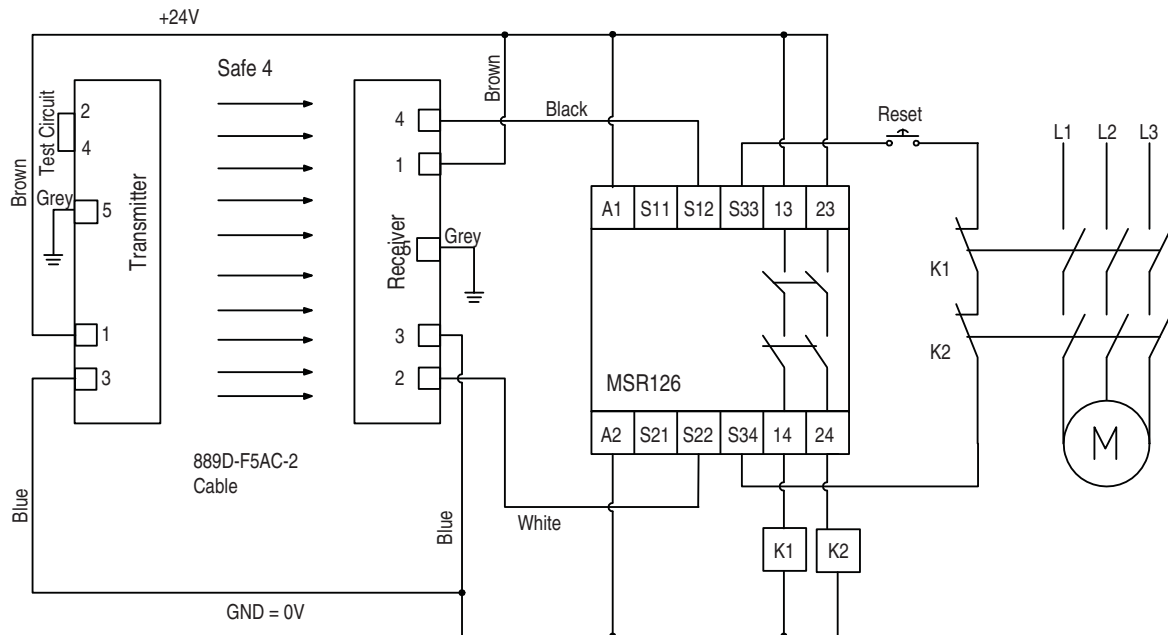 +24V
Safe 4
Brown
Test Circuit
2
4
Grey
5
Transmitter
1
3
Blue
889D-F5AC-2
Cable
GND = 0V
Receiver
4
1
5
Grey
3
2
Brown
Black
Blue
White
A1 S11 S12 S33 13 23
MSR126
A2 S21 S22 S34 14 24
K1 K2
Reset
K1
K2
L1 L2 L3
M